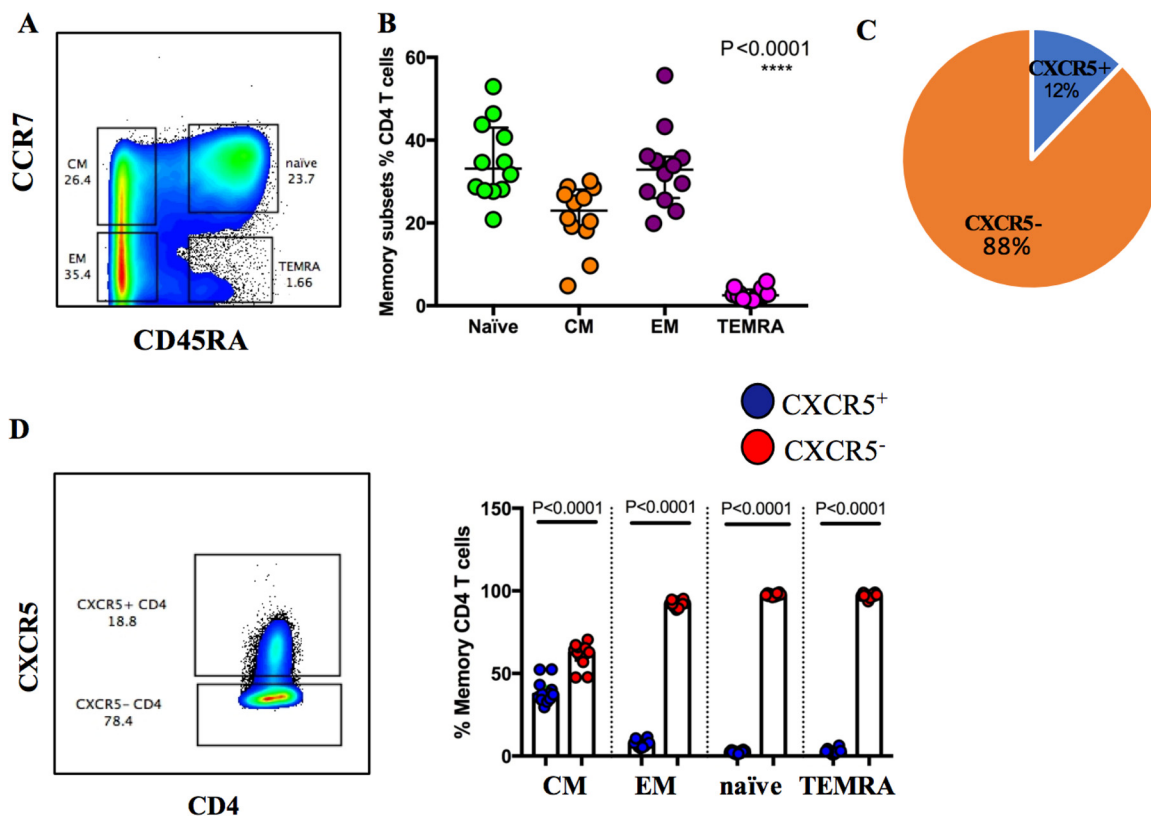 A
CCR7
CM
26.4
naïve
23.7
EM
35.4
TEMRA
1.66
CD45RA
B
Memory subsets % CD4 T cells
60
40
20
0
P<0.0001
****
Naïve CM EM TEMRA
C
CXCR5+
12%
CXCR5-
88%
D
CXCR5
CXCR5+ CD4
18.8
CXCR5– CD4
78.4
CD4
CXCR5+
CXCR5-
% Memory CD4 T cells
150
100
50
0
P<0.0001 P<0.0001 P<0.0001 P<0.0001
CM EM naïve TEMRA